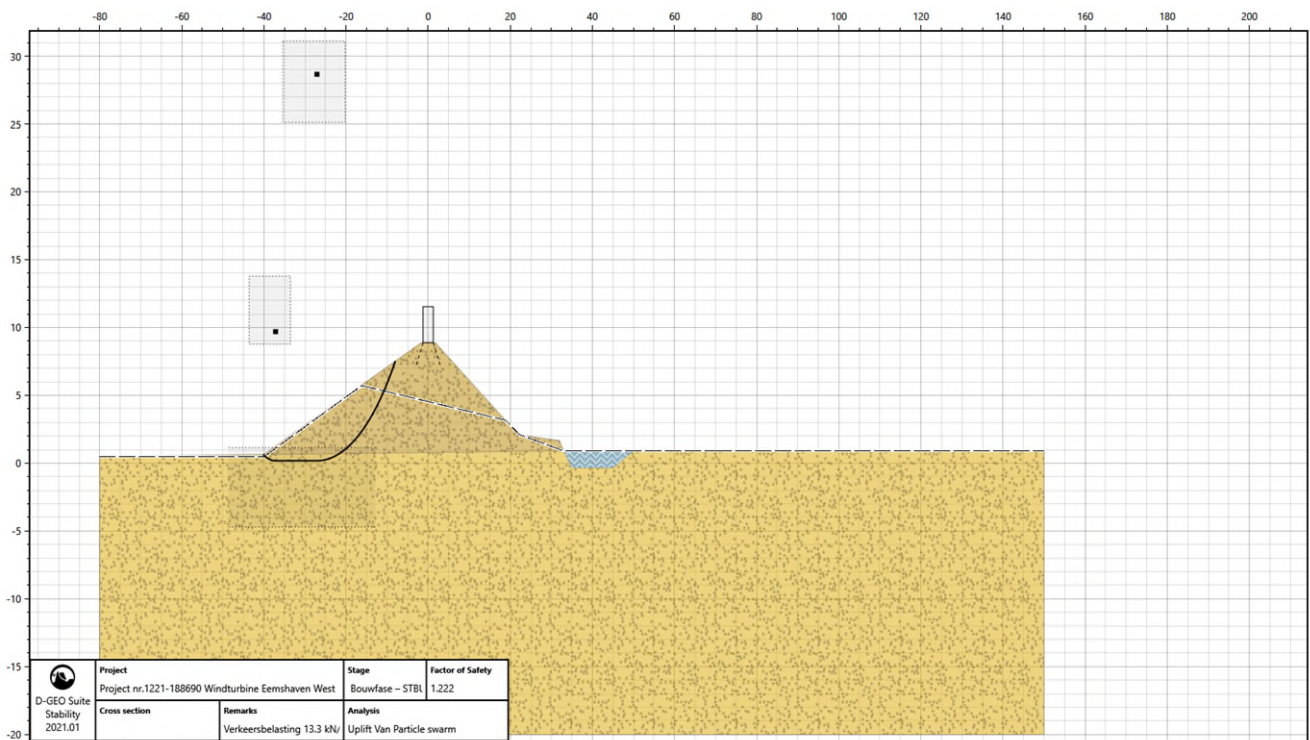 -80 -60 -40 -20 0 20 40 60 80 100 120 140 160 180 200
30
25
20
15
10
5
0
-5
-10
-15
-20
D-GEO Suite
Stability
2021.01
Project
Project nr.1221-188690 Windturbine Eemshaven West
Stage
Bouwfase – STBI
Factor of Safety
1.222
Cross section
Remarks
Verkeersbelasting 13.3 kN/
Analysis
Uplift Van Particle swarm